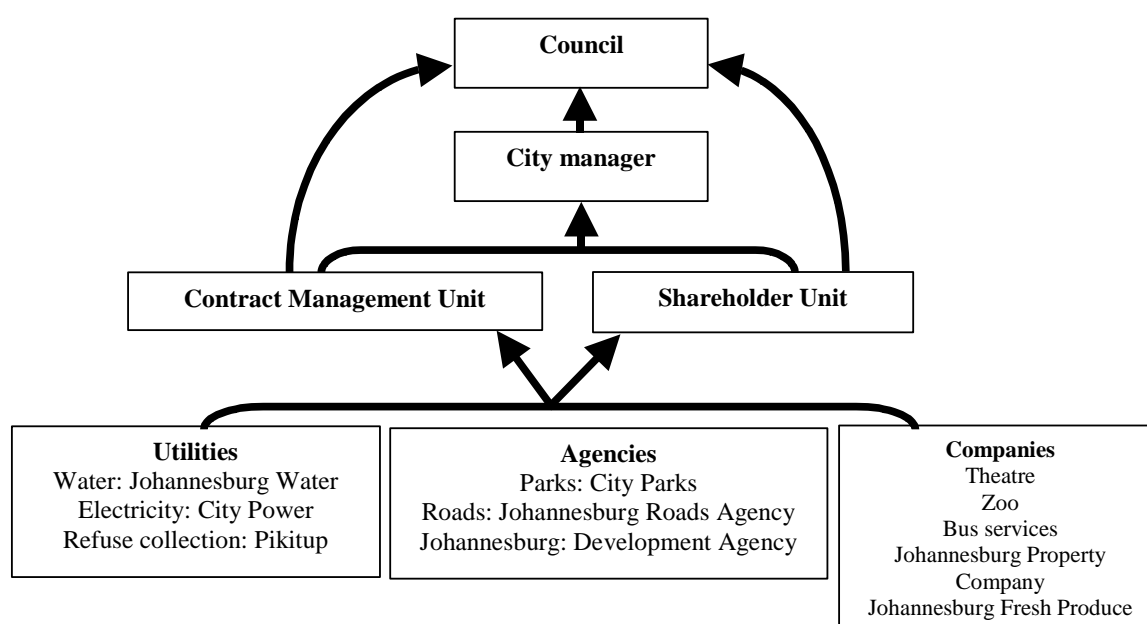 Council
City manager
Contract Management Unit
Shareholder Unit
Utilities
Water: Johannesburg Water
Electricity: City Power
Refuse collection: Pikitup
Agencies
Parks: City Parks
Roads: Johannesburg Roads Agency
Johannesburg: Development Agency
Companies
Theatre
Zoo
Bus services
Johannesburg Property
Company
Johannesburg Fresh Produce